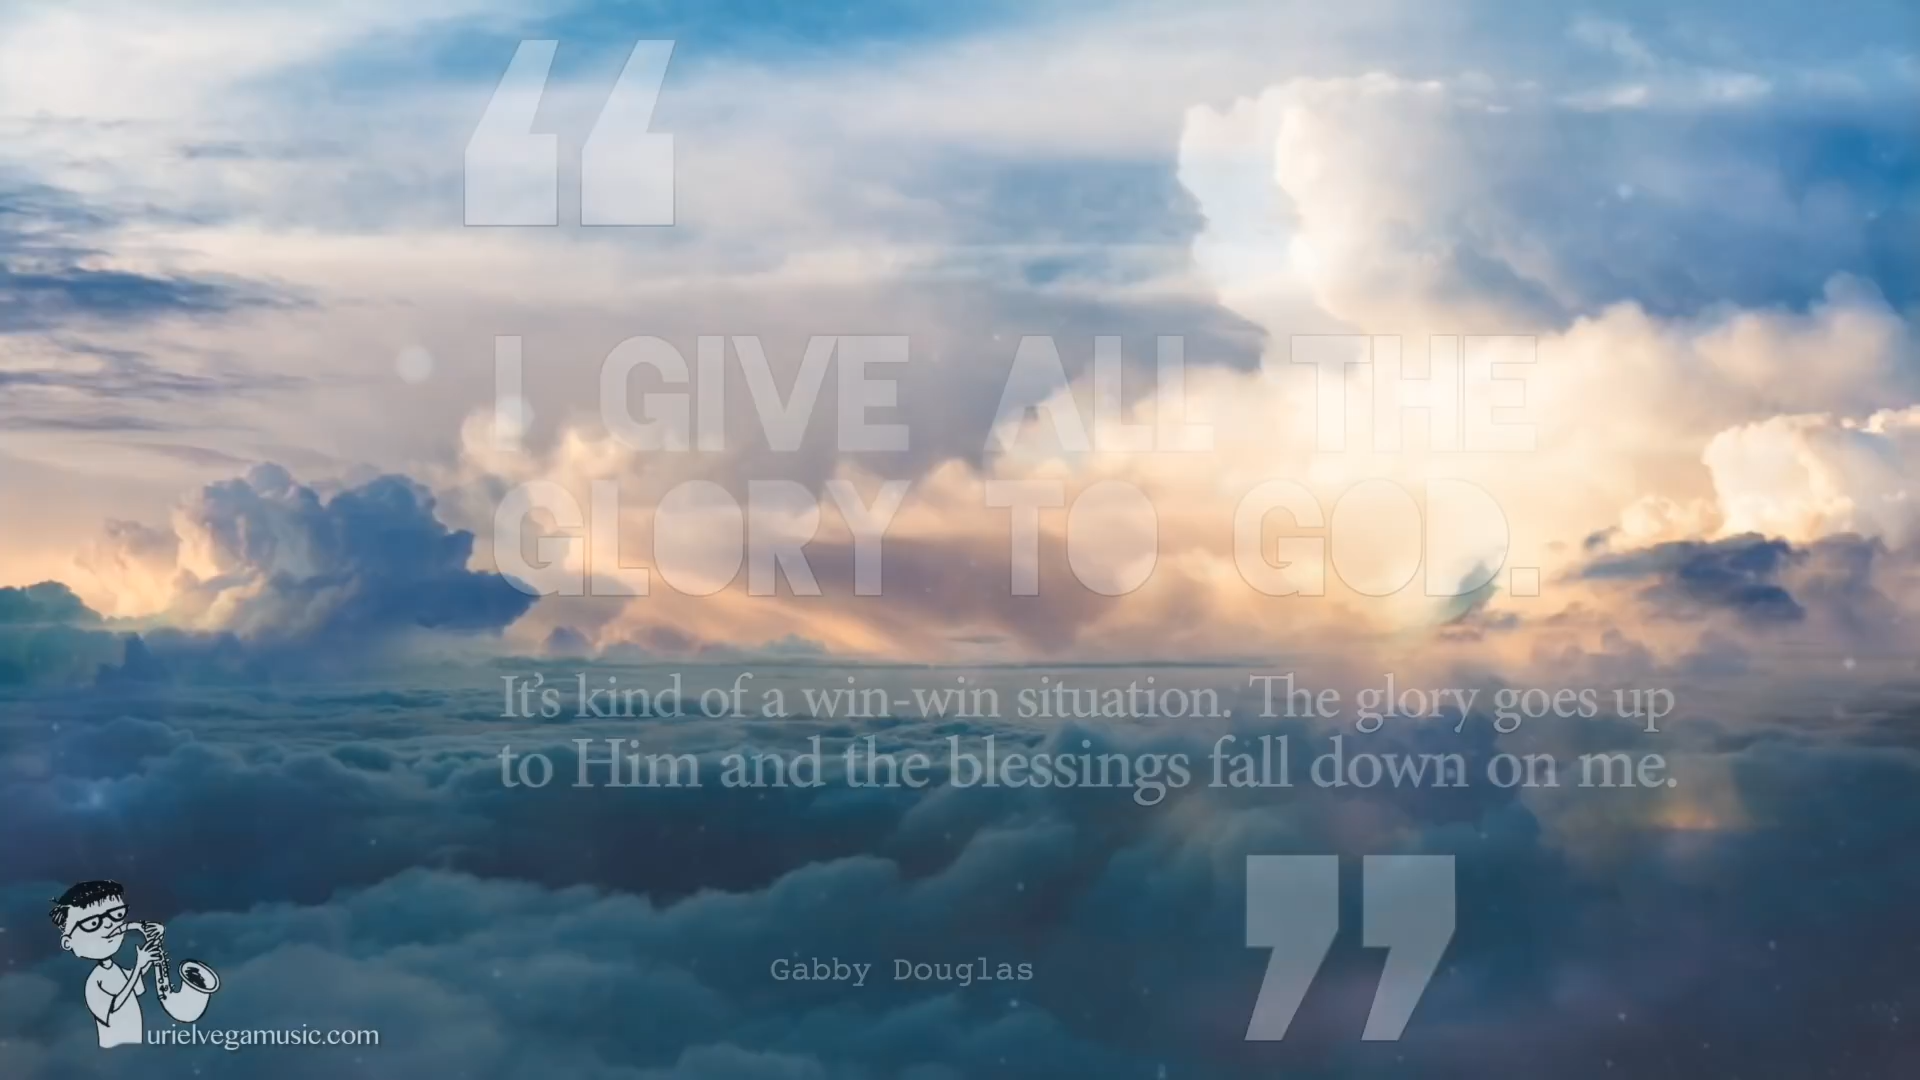 “
I GIVE ALL THE
GLORY TO GOD.
It’s kind of a win-win situation. The glory goes up
to Him and the blessings fall down on me.
”
Gabby Douglas
urielvegamusic.com